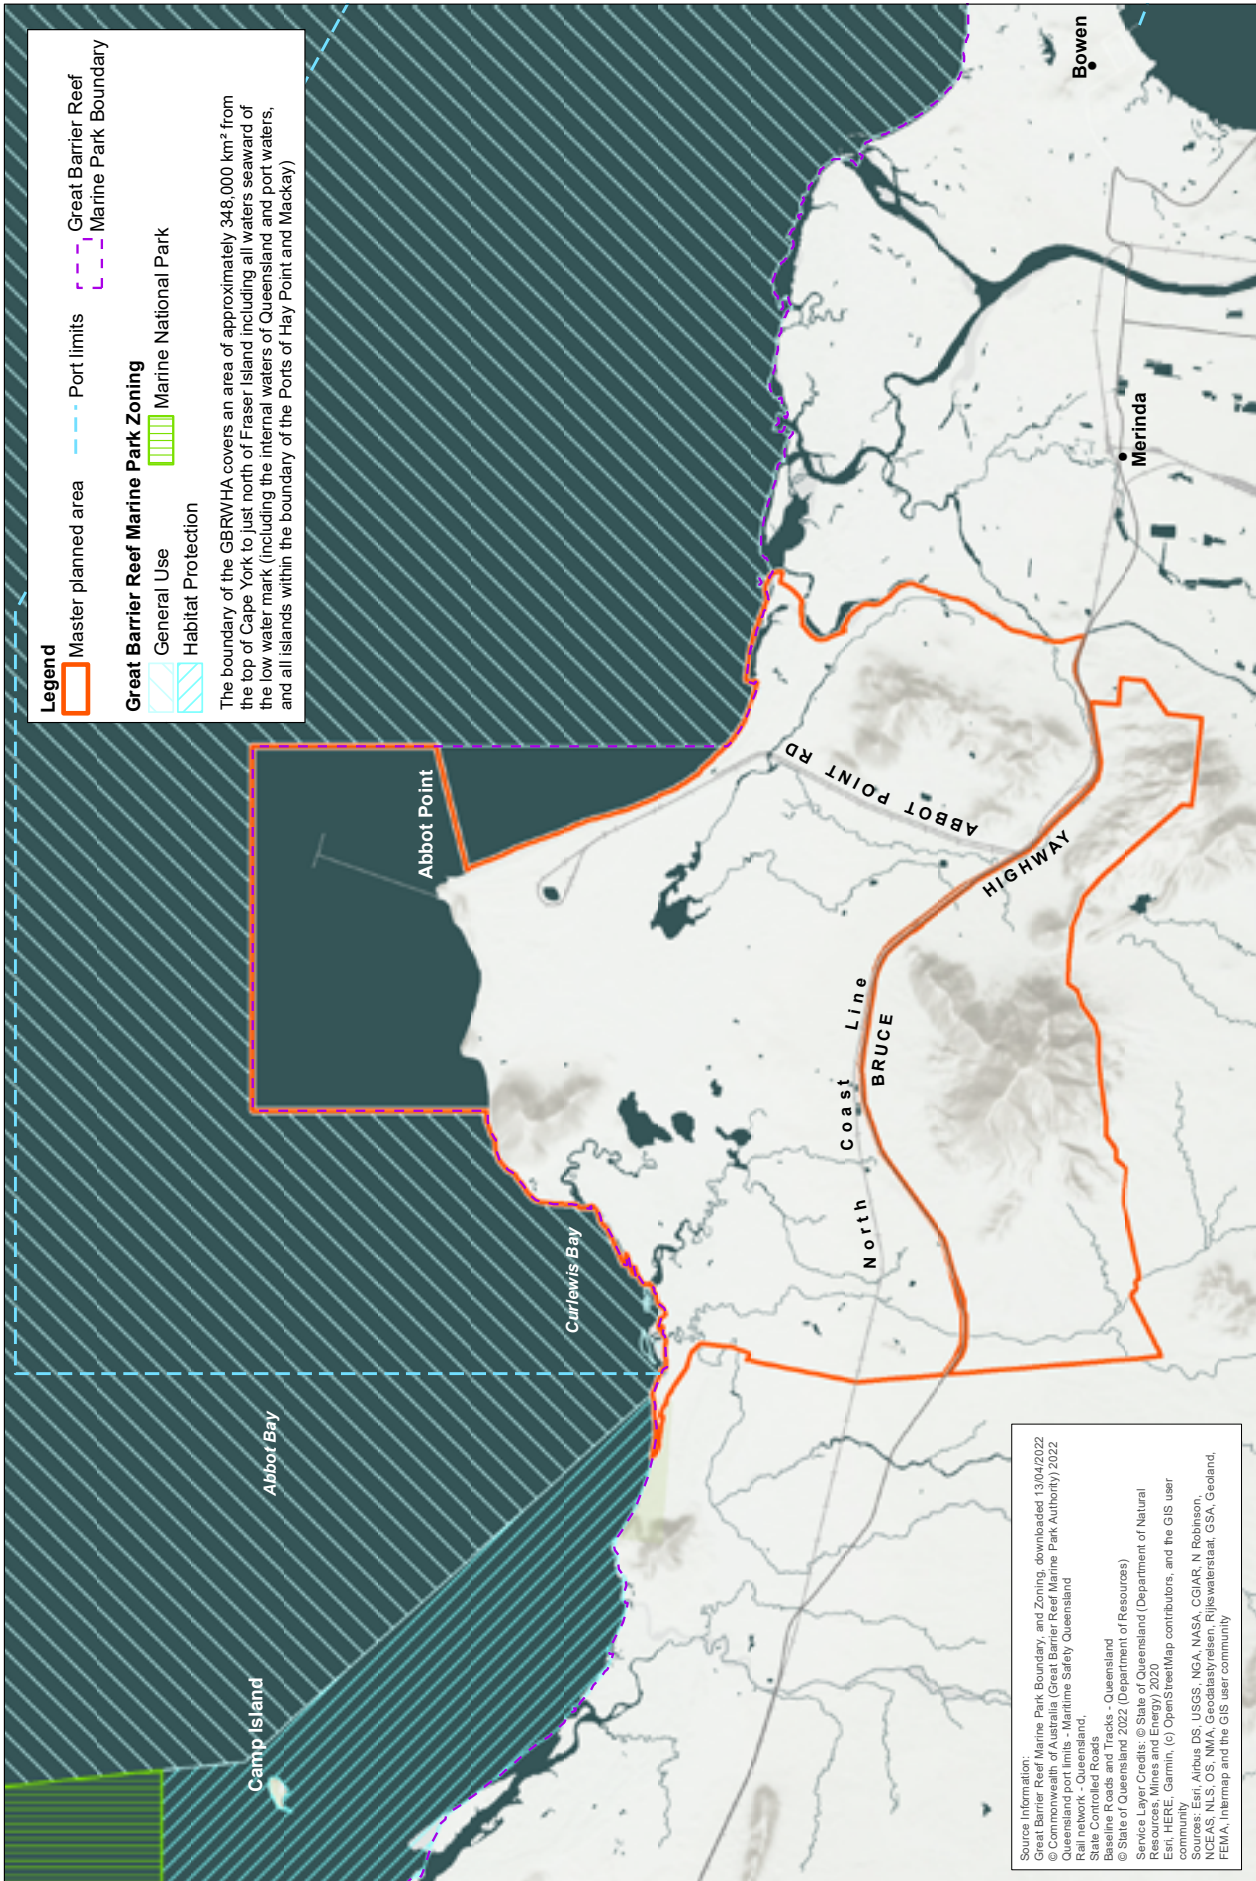 Legend
Master planned area
Port limits
Great Barrier Reef
Marine Park Boundary
Great Barrier Reef Marine Park Zoning
General Use
Marine National Park
Habitat Protection
The boundary of the GBRWHA covers an area of approximately 348,000 km² from
the top of Cape York to just north of Fraser Island including all waters seaward of
the low water mark (including the internal waters of Queensland and port waters,
and all islands within the boundary of the Ports of Hay Point and Mackay)
Camp Island
Abbot Bay
Curlewis Bay
Abbot Point
ABBOT POINT RD
North Coast Line
BRUCE HIGHWAY
Merinda
Bowen
Source Information:
Great Barrier Reef Marine Park Boundary, and Zoning, downloaded 13/04/2022
© Commonwealth of Australia (Great Barrier Reef Marine Park Authority) 2022
Queensland port limits - Maritime Safety Queensland
Rail network - Queensland,
State Controlled Roads
Baseline Roads and Tracks - Queensland
© State of Queensland 2022 (Department of Resources)
Service Layer Credits: © State of Queensland (Department of Natural
Resources, Mines and Energy) 2020
Esri, HERE, Garmin, (c) OpenStreetMap contributors, and the GIS user
community
Sources: Esri, Airbus DS, USGS, NGA, NASA, CGIAR, N Robinson,
NCEAS, NLS, OS, NMA, Geodatastyrelsen, Rijkswaterstaat, GSA, Geoland,
FEMA, Intermap and the GIS user community